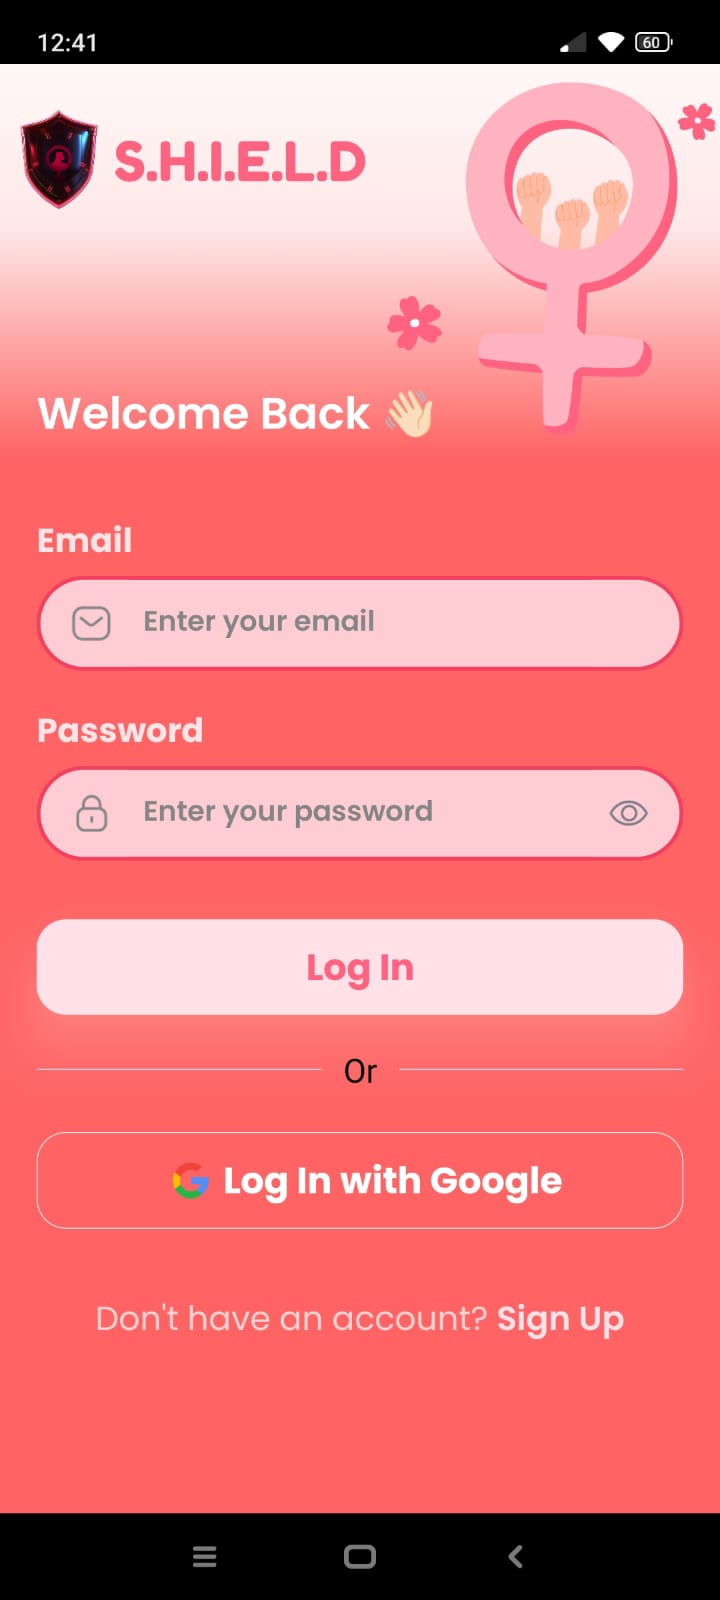 12:41
60
S.H.I.E.L.D
Welcome Back 👋
Email
Enter your email
Password
Enter your password
Log In
Or
Log In with Google
Don't have an account? Sign Up